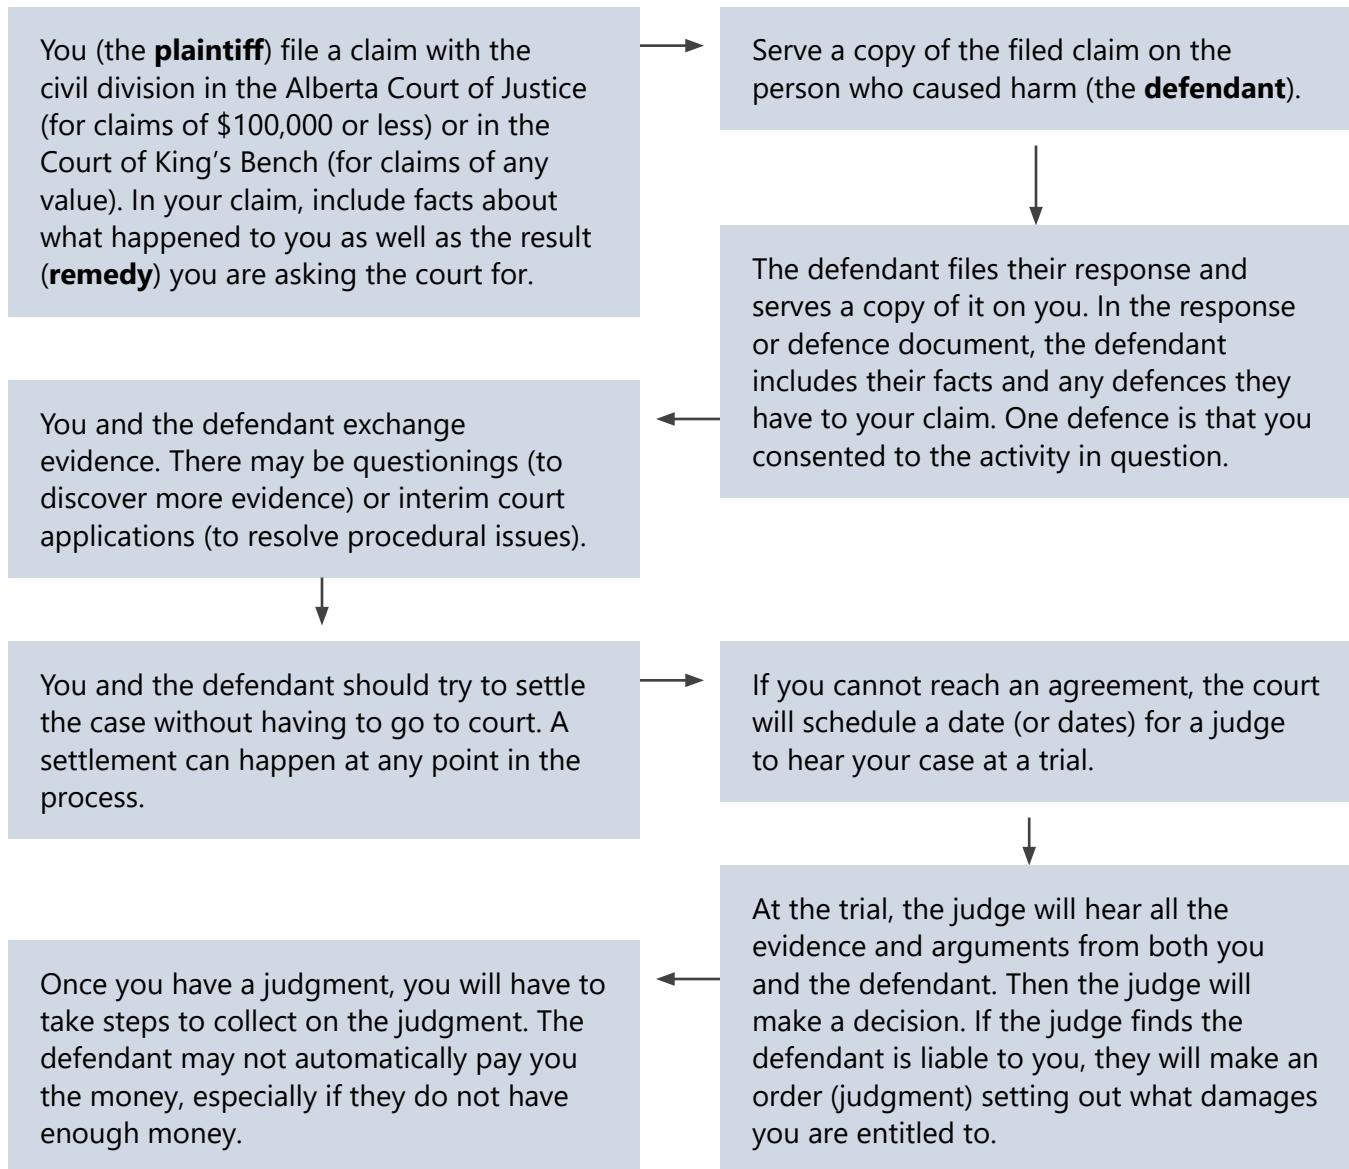 You (the plaintiff) file a claim with the
civil division in the Alberta Court of Justice
(for claims of $100,000 or less) or in the
Court of King’s Bench (for claims of any
value). In your claim, include facts about
what happened to you as well as the result
(remedy) you are asking the court for.
Serve a copy of the filed claim on the
person who caused harm (the defendant).
The defendant files their response and
serves a copy of it on you. In the response
or defence document, the defendant
includes their facts and any defences they
have to your claim. One defence is that you
consented to the activity in question.
You and the defendant exchange
evidence. There may be questionings (to
discover more evidence) or interim court
applications (to resolve procedural issues).
You and the defendant should try to settle
the case without having to go to court. A
settlement can happen at any point in the
process.
If you cannot reach an agreement, the court
will schedule a date (or dates) for a judge
to hear your case at a trial.
At the trial, the judge will hear all the
evidence and arguments from both you
and the defendant. Then the judge will
make a decision. If the judge finds the
defendant is liable to you, they will make an
order (judgment) setting out what damages
you are entitled to.
Once you have a judgment, you will have to
take steps to collect on the judgment. The
defendant may not automatically pay you
the money, especially if they do not have
enough money.